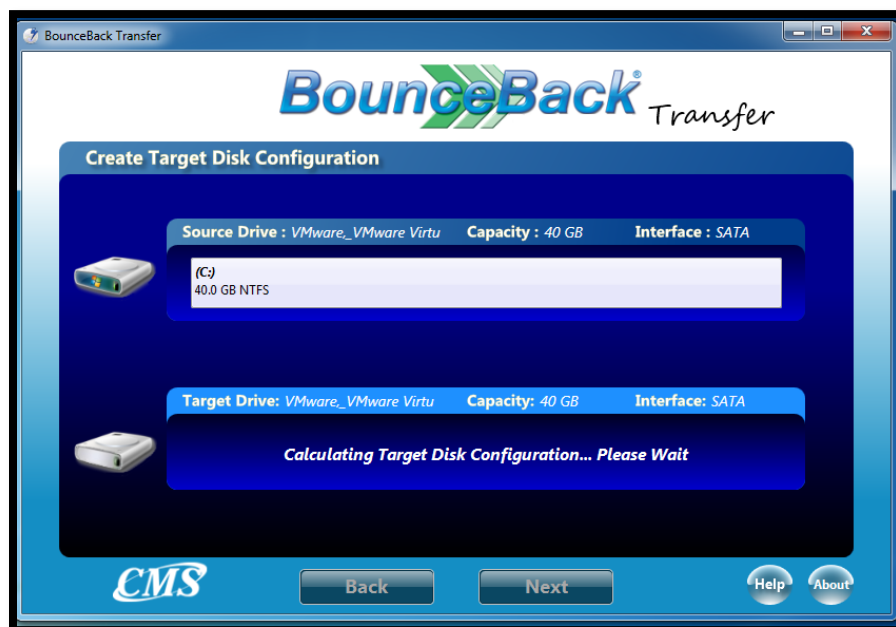 BounceBack Transfer
BounceBack® Transfer
Create Target Disk Configuration
Source Drive : VMware,_VMware Virtu Capacity : 40 GB Interface : SATA
(C:)
40.0 GB NTFS
Target Drive: VMware,_VMware Virtu Capacity: 40 GB Interface: SATA
Calculating Target Disk Configuration... Please Wait
CMS Back Next Help About